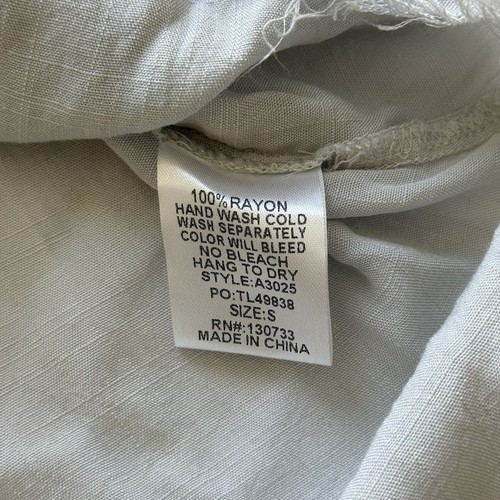 100% RAYON
HAND WASH COLD
WASH SEPARATELY
COLOR WILL BLEED
NO BLEACH
HANG TO DRY
STYLE:A3025
PO:TL49838
SIZE:S
RN#:130733
MADE IN CHINA